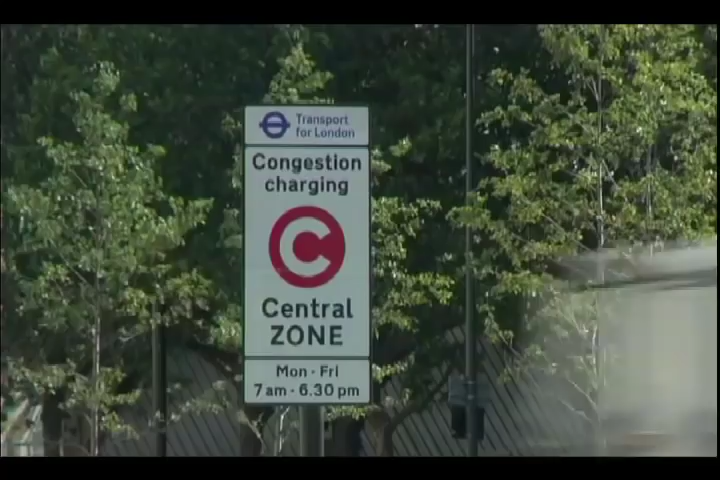 Transport
for London
Congestion
charging
C
Central
ZONE
Mon - Fri
7 am - 6.30 pm